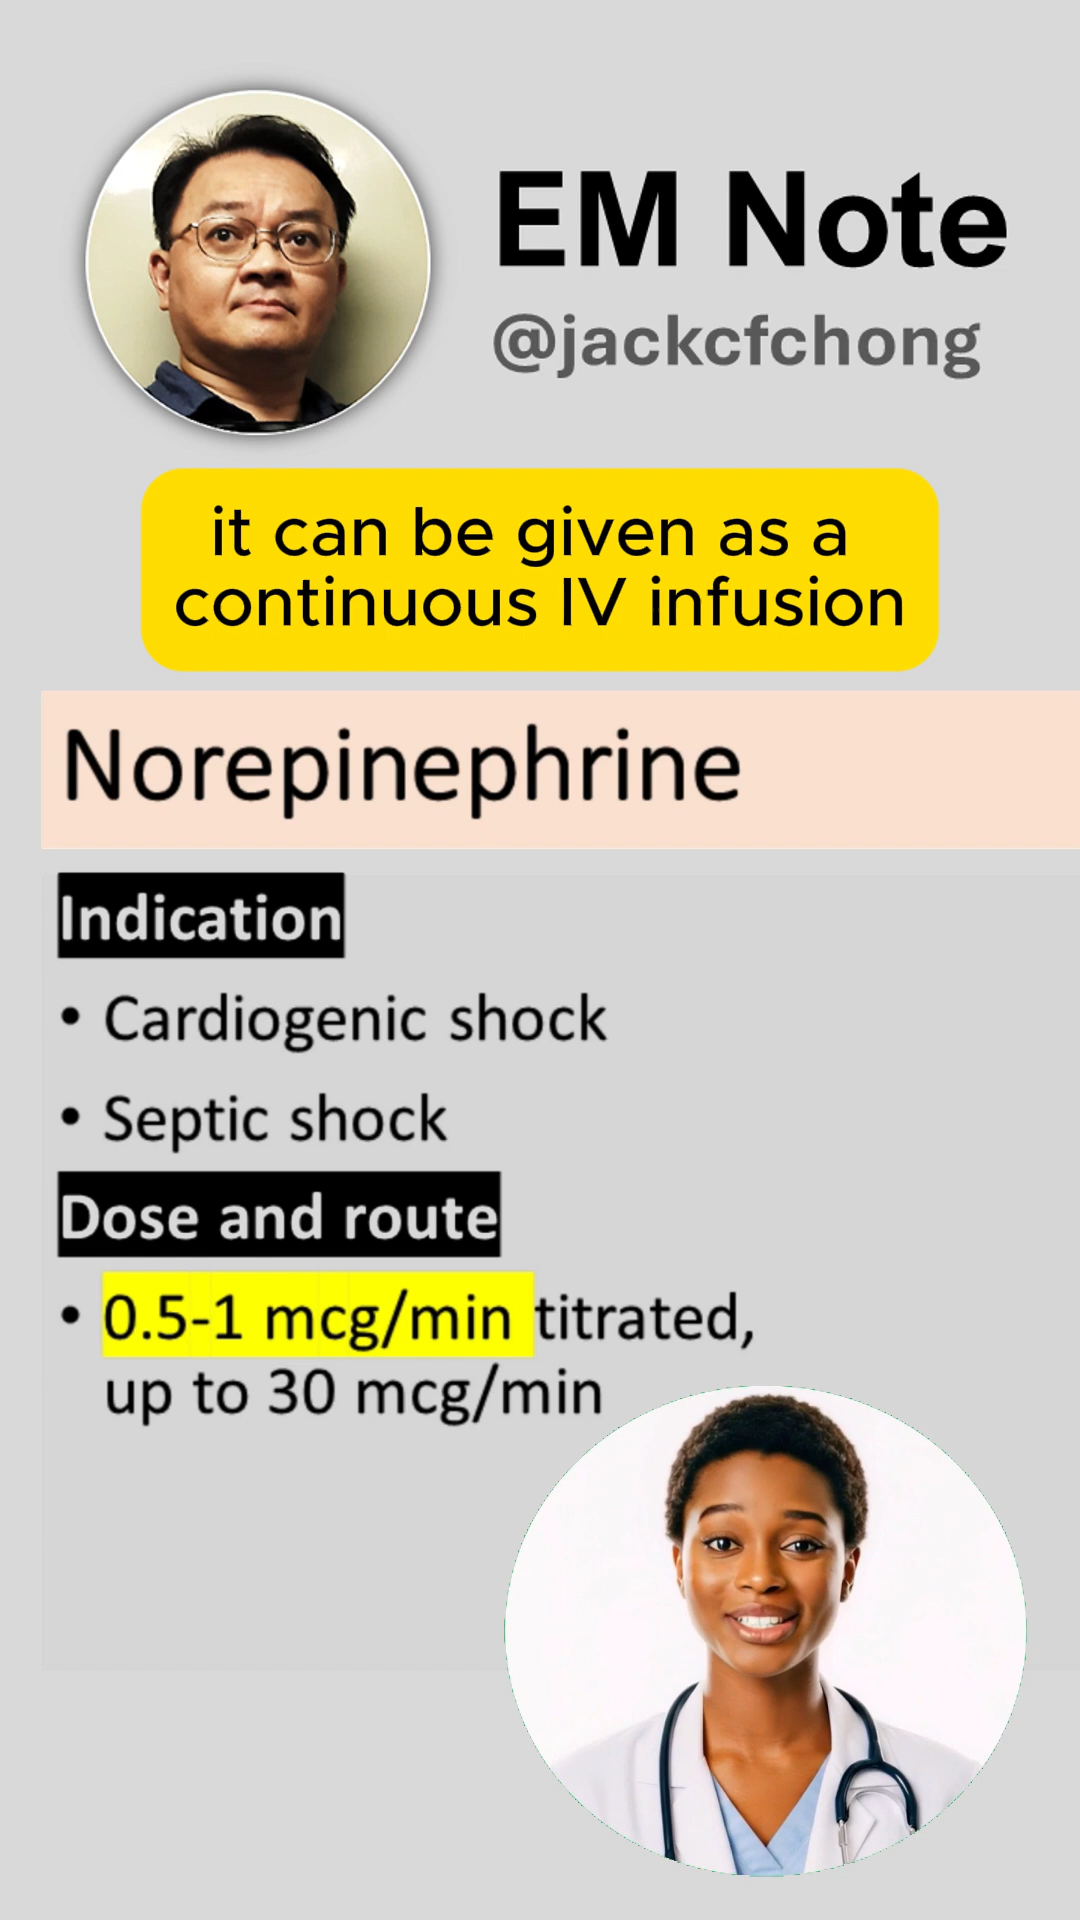 EM Note
@jackcfchong
it can be given as a
continuous IV infusion
Norepinephrine
Indication
• Cardiogenic shock
• Septic shock
Dose and route
• 0.5-1 mcg/min titrated,
up to 30 mcg/min